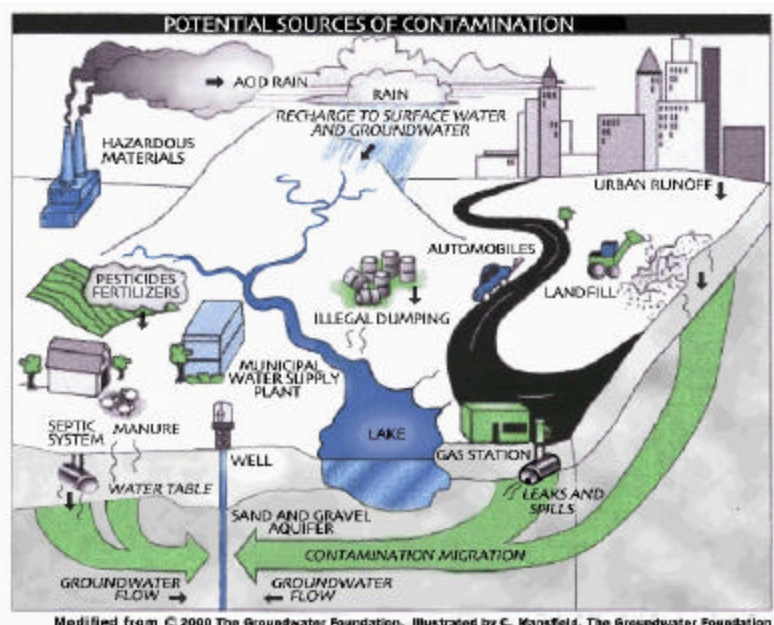 POTENTIAL SOURCES OF CONTAMINATION
ACID RAIN
RAIN
RECHARGE TO SURFACE WATER
AND GROUNDWATER
HAZARDOUS
MATERIALS
URBAN RUNOFF
AUTOMOBILES
PESTICIDES
FERTILIZERS
LANDFILL
ILLEGAL DUMPING
MUNICIPAL
WATER SUPPLY
PLANT
SEPTIC
SYSTEM
MANURE
LAKE
GAS STATION
WELL
WATER TABLE
LEAKS AND
SPILLS
SAND AND GRAVEL
AQUIFER
CONTAMINATION MIGRATION
GROUNDWATER
FLOW
GROUNDWATER
FLOW
Modified from © 2000 The Groundwater Foundation. Illustrated by C. Mansfield, The Groundwater Foundation